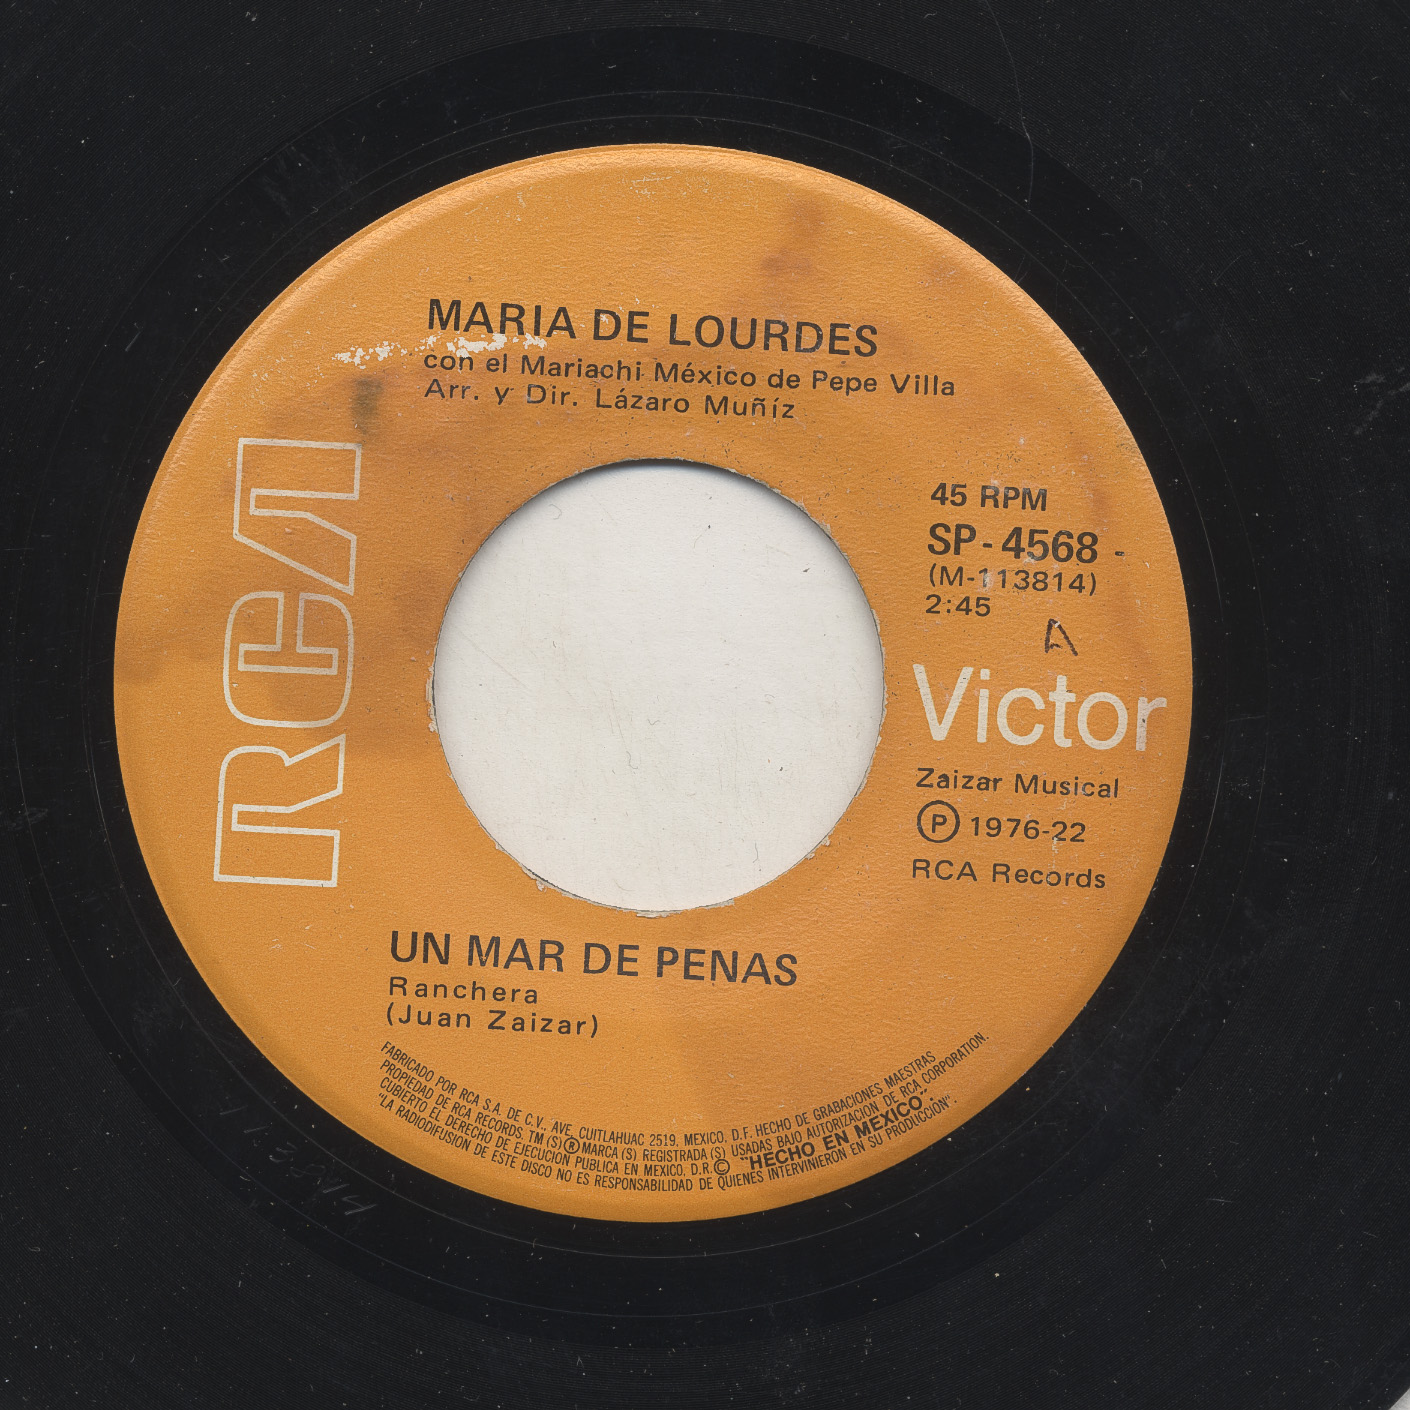 MARIA DE LOURDES
con el Mariachi México de Pepe Villa
Arr. y Dir. Lázaro Muñíz
RCA
45 RPM
SP-4568-
(M-113814)
2:45
A
Victor
Zaizar Musical
Ⓟ 1976-22
RCA Records
UN MAR DE PENAS
Ranchera
(Juan Zaizar)
FABRICADO POR RCA S.A. DE C.V., AVE. CUITLAHUAC 2519, MEXICO, D.F. HECHO DE GRABACIONES MAESTRAS
PROPIEDAD DE RCA RECORDS. TM (S) ® MARCA (S) REGISTRADA (S) USADAS BAJO AUTORIZACION DE RCA CORPORATION.
CUBIERTO EL DERECHO DE EJECUCION PUBLICA EN MEXICO, D.R. © "HECHO EN MEXICO".
"LA RADIODIFUSION DE ESTE DISCO NO ES RESPONSABILIDAD DE QUIENES INTERVINIERON EN SU PRODUCCION".